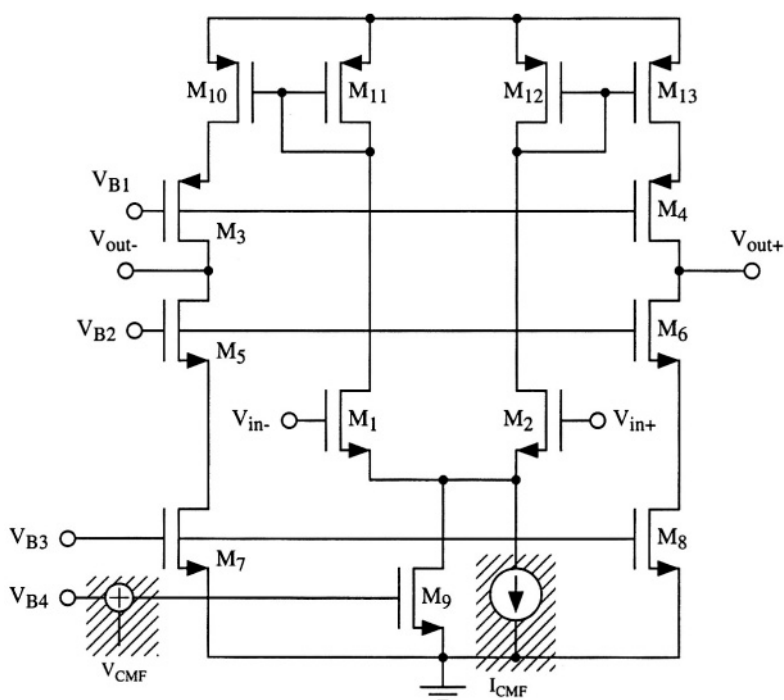 M10
M11
M12
M13
VB1
M3
M4
Vout-
Vout+
VB2
M5
M6
Vin-
M1
M2
Vin+
VB3
M7
M8
VB4
+
M9
VCMF
ICMF